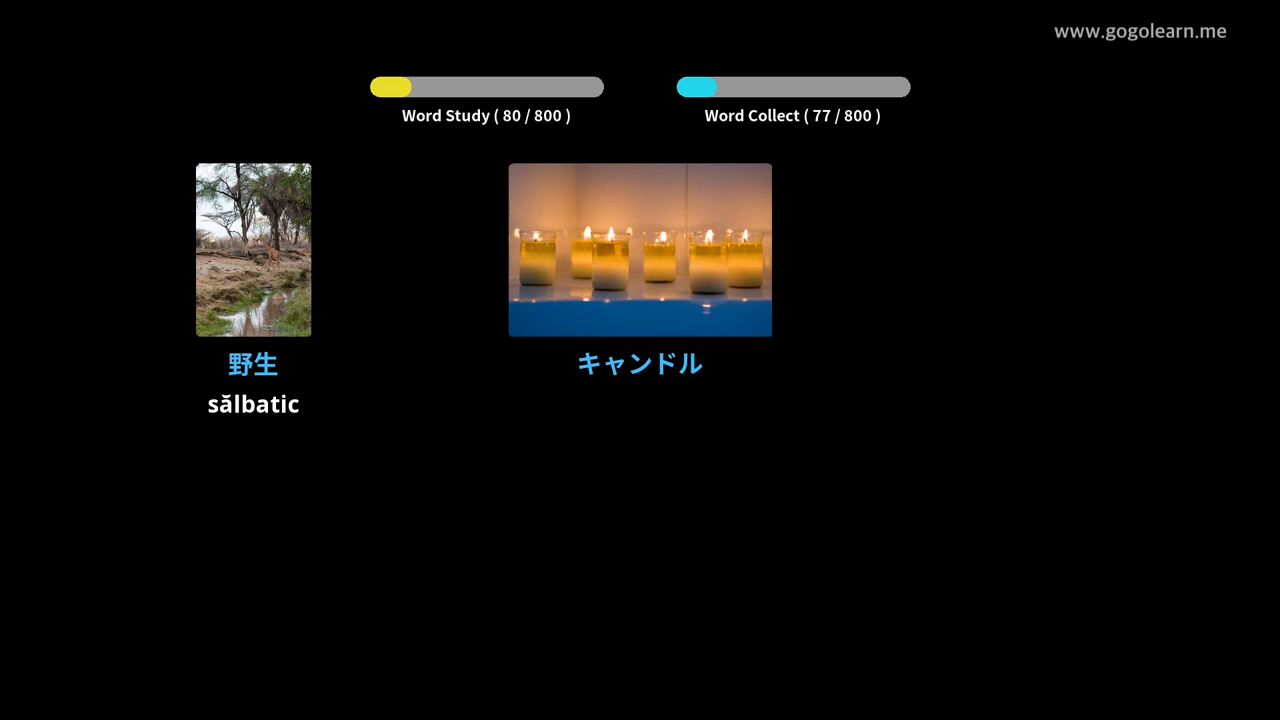 www.gogolearn.me
Word Study ( 80 / 800 )
Word Collect ( 77 / 800 )
野生
sălbatic
キャンドル